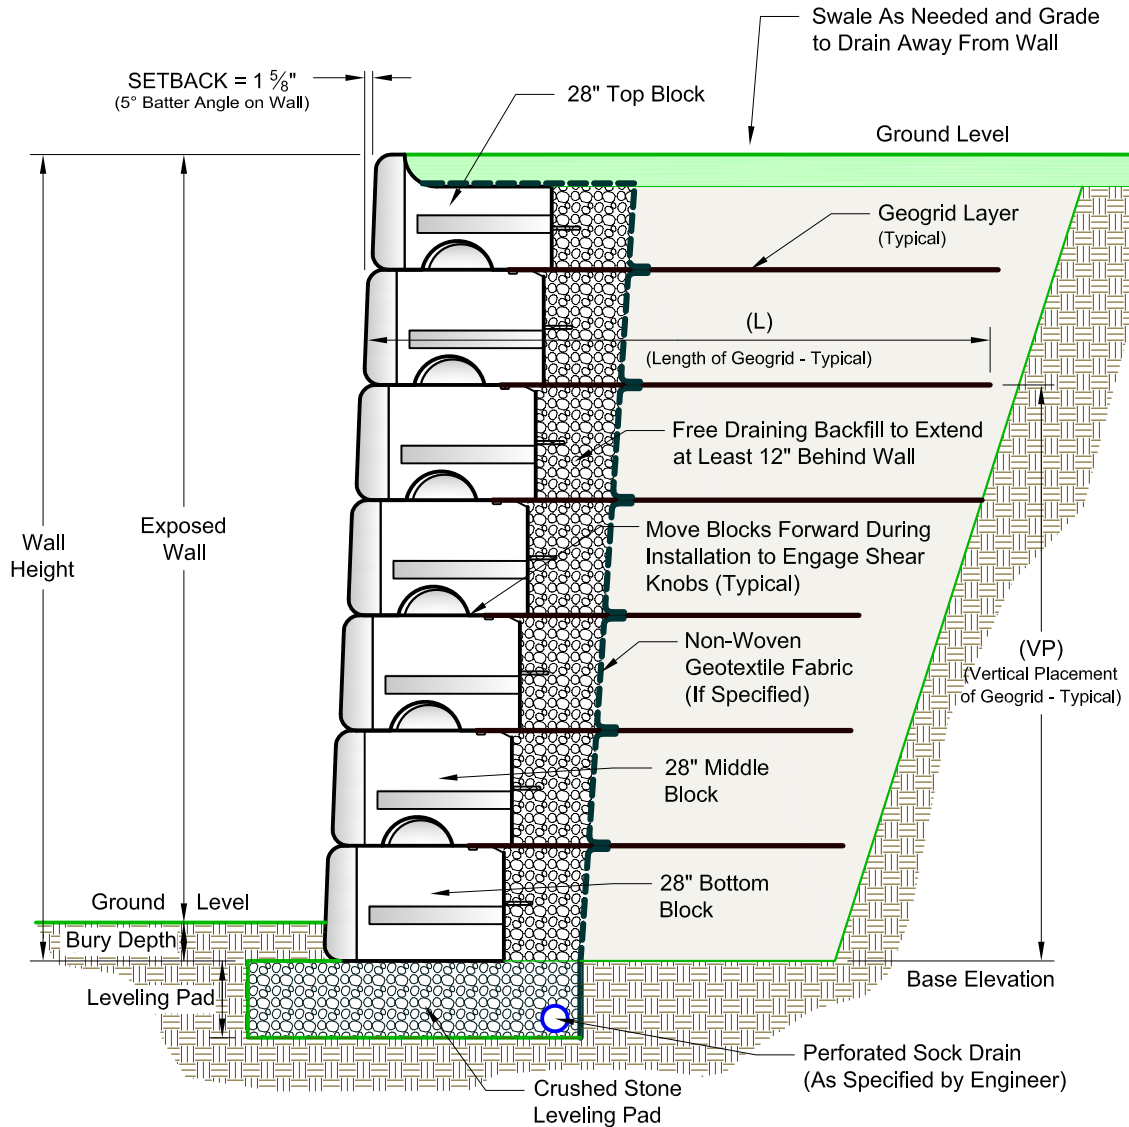 Swale As Needed and Grade
to Drain Away From Wall
SETBACK = 1 5⁄8"
(5° Batter Angle on Wall)
28" Top Block
Ground Level
Geogrid Layer
(Typical)
(L)
(Length of Geogrid - Typical)
Free Draining Backfill to Extend
at Least 12" Behind Wall
Wall
Height
Exposed
Wall
Move Blocks Forward During
Installation to Engage Shear
Knobs (Typical)
Non-Woven
Geotextile Fabric
(If Specified)
(VP)
(Vertical Placement
of Geogrid - Typical)
28" Middle
Block
28" Bottom
Block
Ground Level
Bury Depth
Leveling Pad
Base Elevation
Perforated Sock Drain
(As Specified by Engineer)
Crushed Stone
Leveling Pad